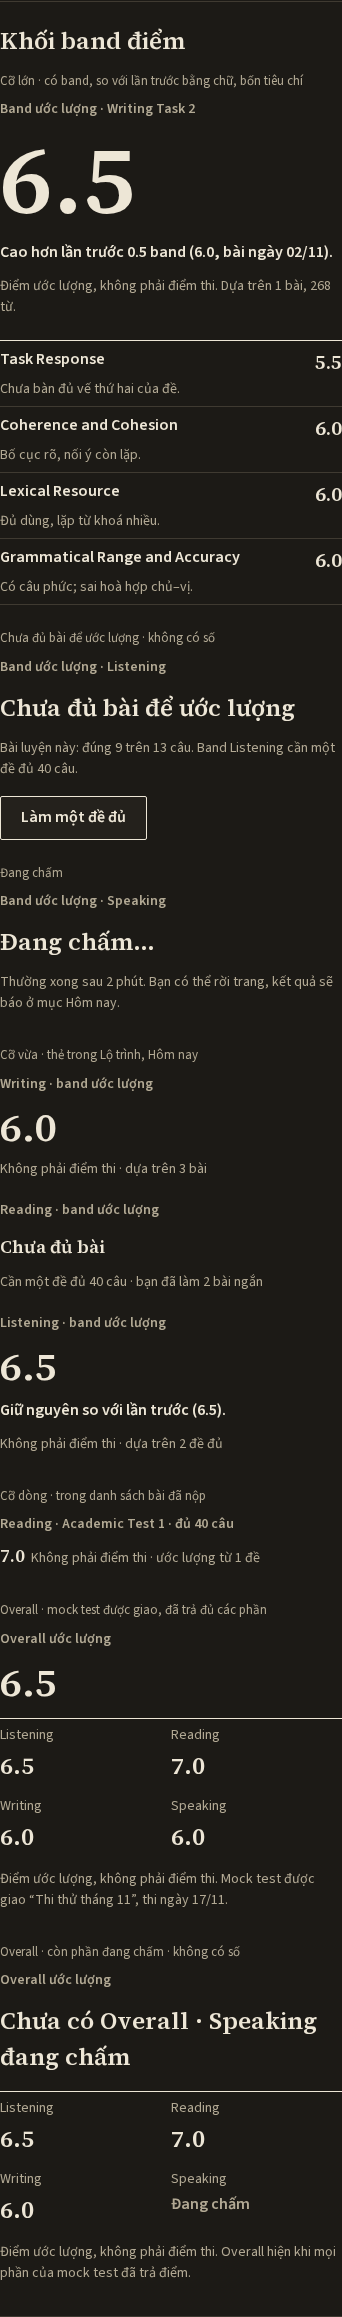 Khối band điểm
Cỡ lớn · có band, so với lần trước bằng chữ, bốn tiêu chí
Band ước lượng · Writing Task 2
6.5
Cao hơn lần trước 0.5 band (6.0, bài ngày 02/11).
Điểm ước lượng, không phải điểm thi. Dựa trên 1 bài, 268
từ.
Task Response 5.5
Chưa bàn đủ vế thứ hai của đề.
Coherence and Cohesion 6.0
Bố cục rõ, nối ý còn lặp.
Lexical Resource 6.0
Đủ dùng, lặp từ khoá nhiều.
Grammatical Range and Accuracy 6.0
Có câu phức; sai hoà hợp chủ–vị.
Chưa đủ bài để ước lượng · không có số
Band ước lượng · Listening
Chưa đủ bài để ước lượng
Bài luyện này: đúng 9 trên 13 câu. Band Listening cần một
đề đủ 40 câu.
Làm một đề đủ
Đang chấm
Band ước lượng · Speaking
Đang chấm…
Thường xong sau 2 phút. Bạn có thể rời trang, kết quả sẽ
báo ở mục Hôm nay.
Cỡ vừa · thẻ trong Lộ trình, Hôm nay
Writing · band ước lượng
6.0
Không phải điểm thi · dựa trên 3 bài
Reading · band ước lượng
Chưa đủ bài
Cần một đề đủ 40 câu · bạn đã làm 2 bài ngắn
Listening · band ước lượng
6.5
Giữ nguyên so với lần trước (6.5).
Không phải điểm thi · dựa trên 2 đề đủ
Cỡ dòng · trong danh sách bài đã nộp
Reading · Academic Test 1 · đủ 40 câu
7.0 Không phải điểm thi · ước lượng từ 1 đề
Overall · mock test được giao, đã trả đủ các phần
Overall ước lượng
6.5
Listening Reading
6.5 7.0
Writing Speaking
6.0 6.0
Điểm ước lượng, không phải điểm thi. Mock test được
giao “Thi thử tháng 11”, thi ngày 17/11.
Overall · còn phần đang chấm · không có số
Overall ước lượng
Chưa có Overall · Speaking
đang chấm
Listening Reading
6.5 7.0
Writing Speaking
6.0 Đang chấm
Điểm ước lượng, không phải điểm thi. Overall hiện khi mọi
phần của mock test đã trả điểm.